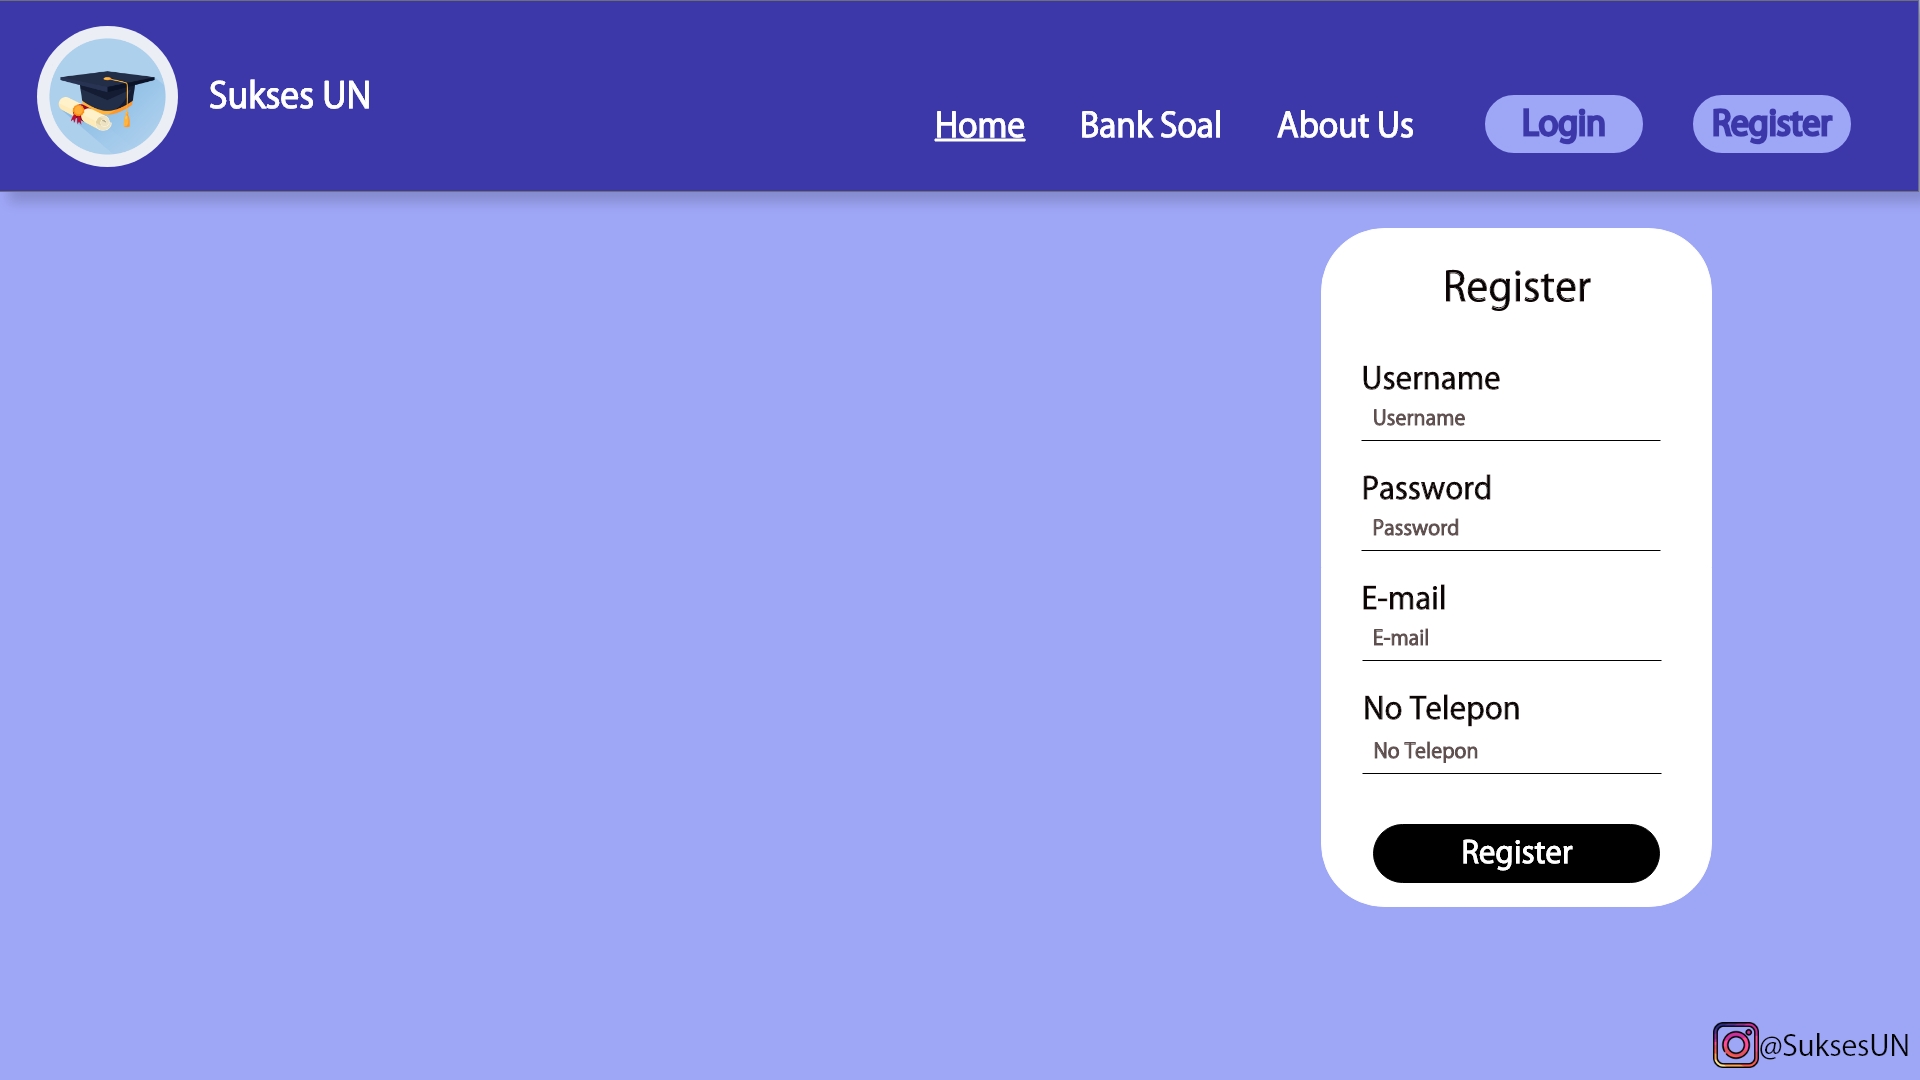 Sukses UN
Home
Bank Soal
About Us
Login
Register
Register
Username
Username
Password
Password
E-mail
E-mail
No Telepon
No Telepon
Register
@SuksesUN